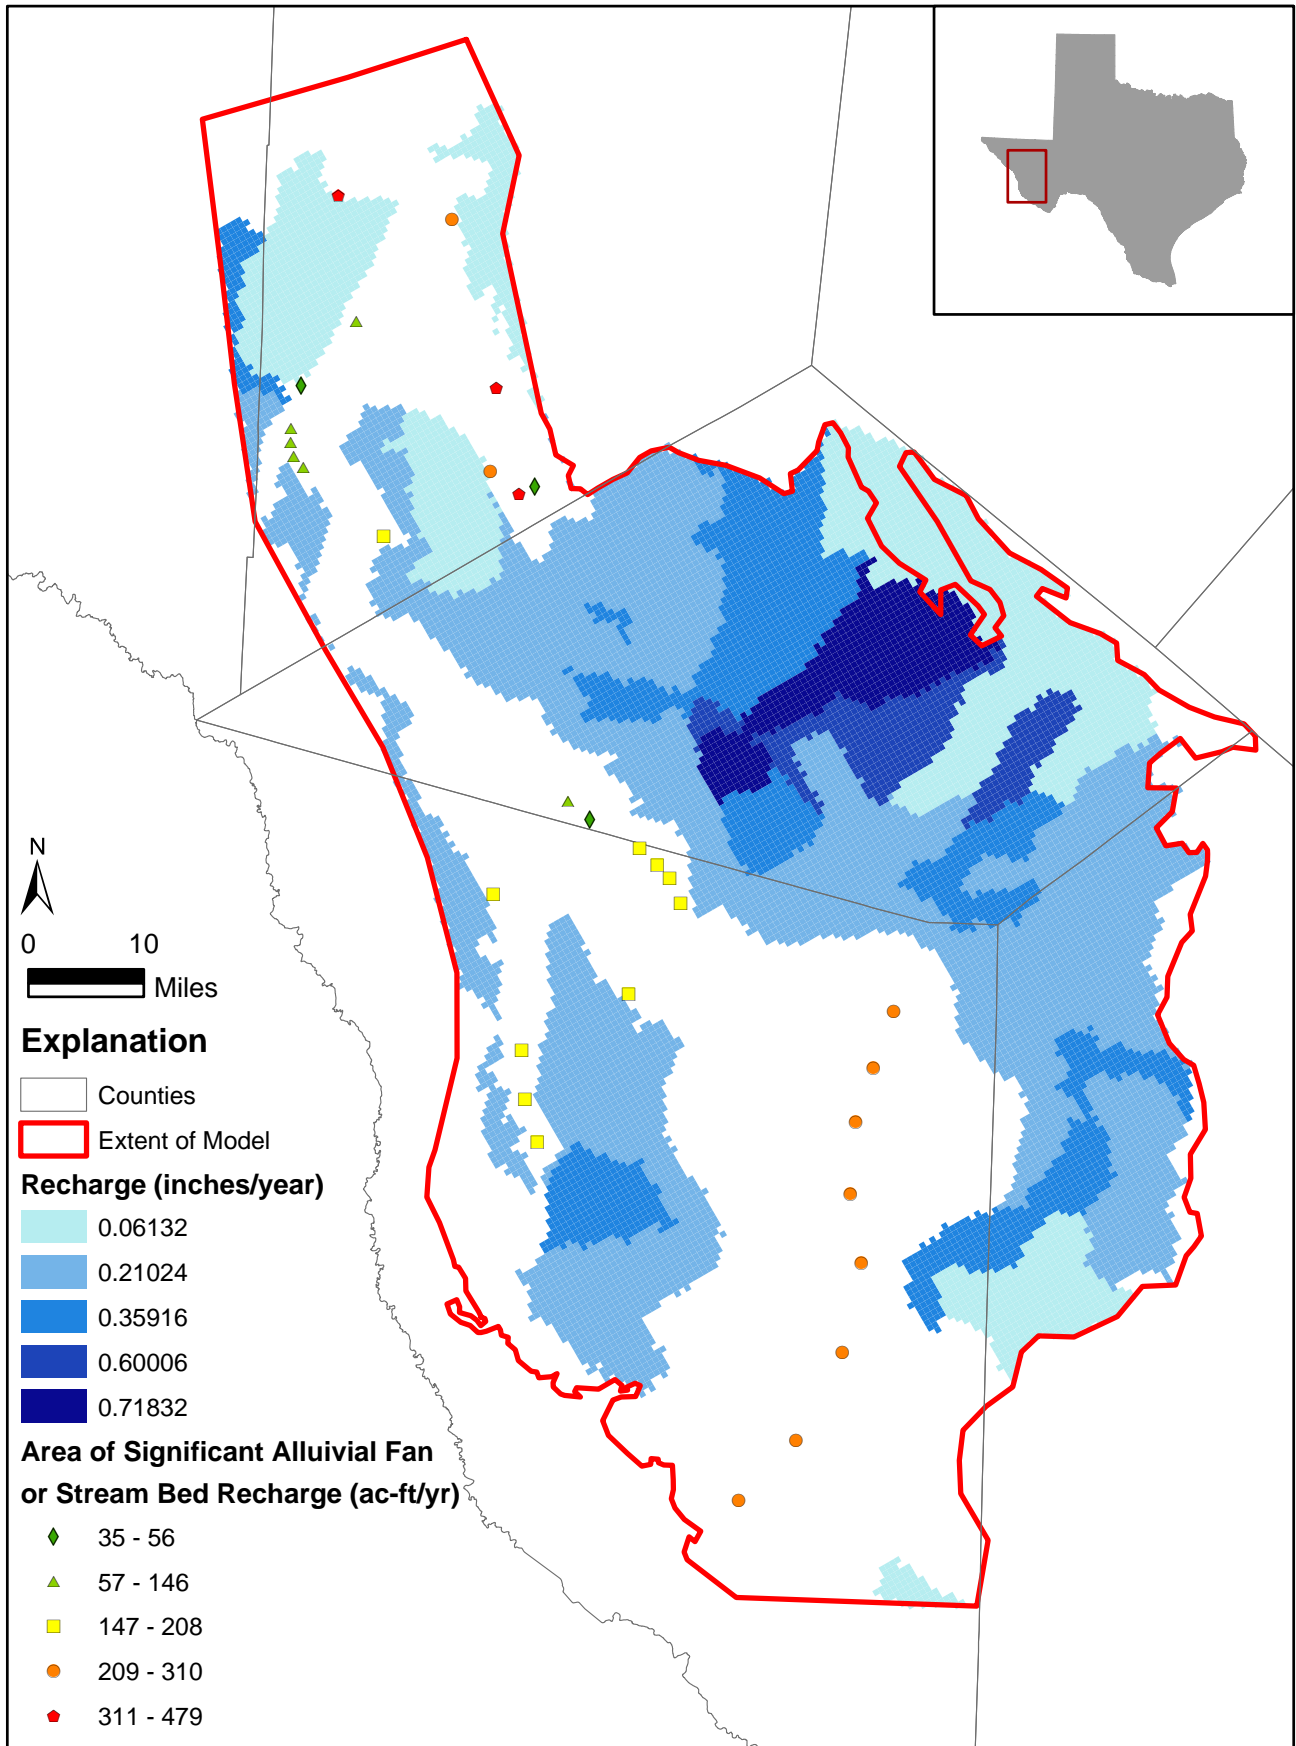 N
0 10
Miles
Explanation
Counties
Extent of Model
Recharge (inches/year)
0.06132
0.21024
0.35916
0.60006
0.71832
Area of Significant Alluivial Fan
or Stream Bed Recharge (ac-ft/yr)
35 - 56
57 - 146
147 - 208
209 - 310
311 - 479